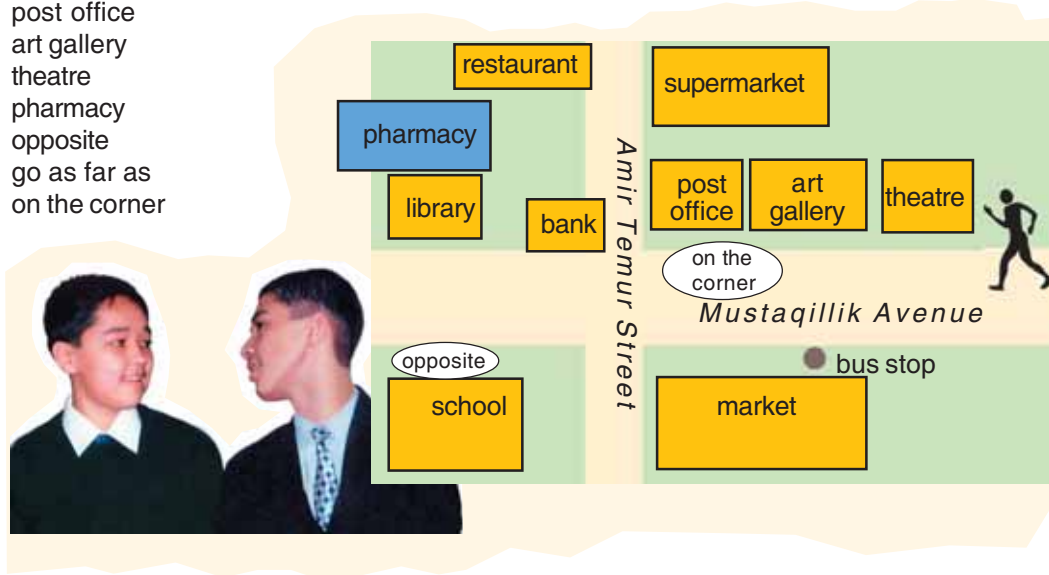 post office
art gallery
theatre
pharmacy
opposite
go as far as
on the corner
restaurant
supermarket
pharmacy
post
office
art
gallery
theatre
library
bank
Amir Temur Street
on the
corner
Mustaqillik Avenue
opposite
bus stop
school
market